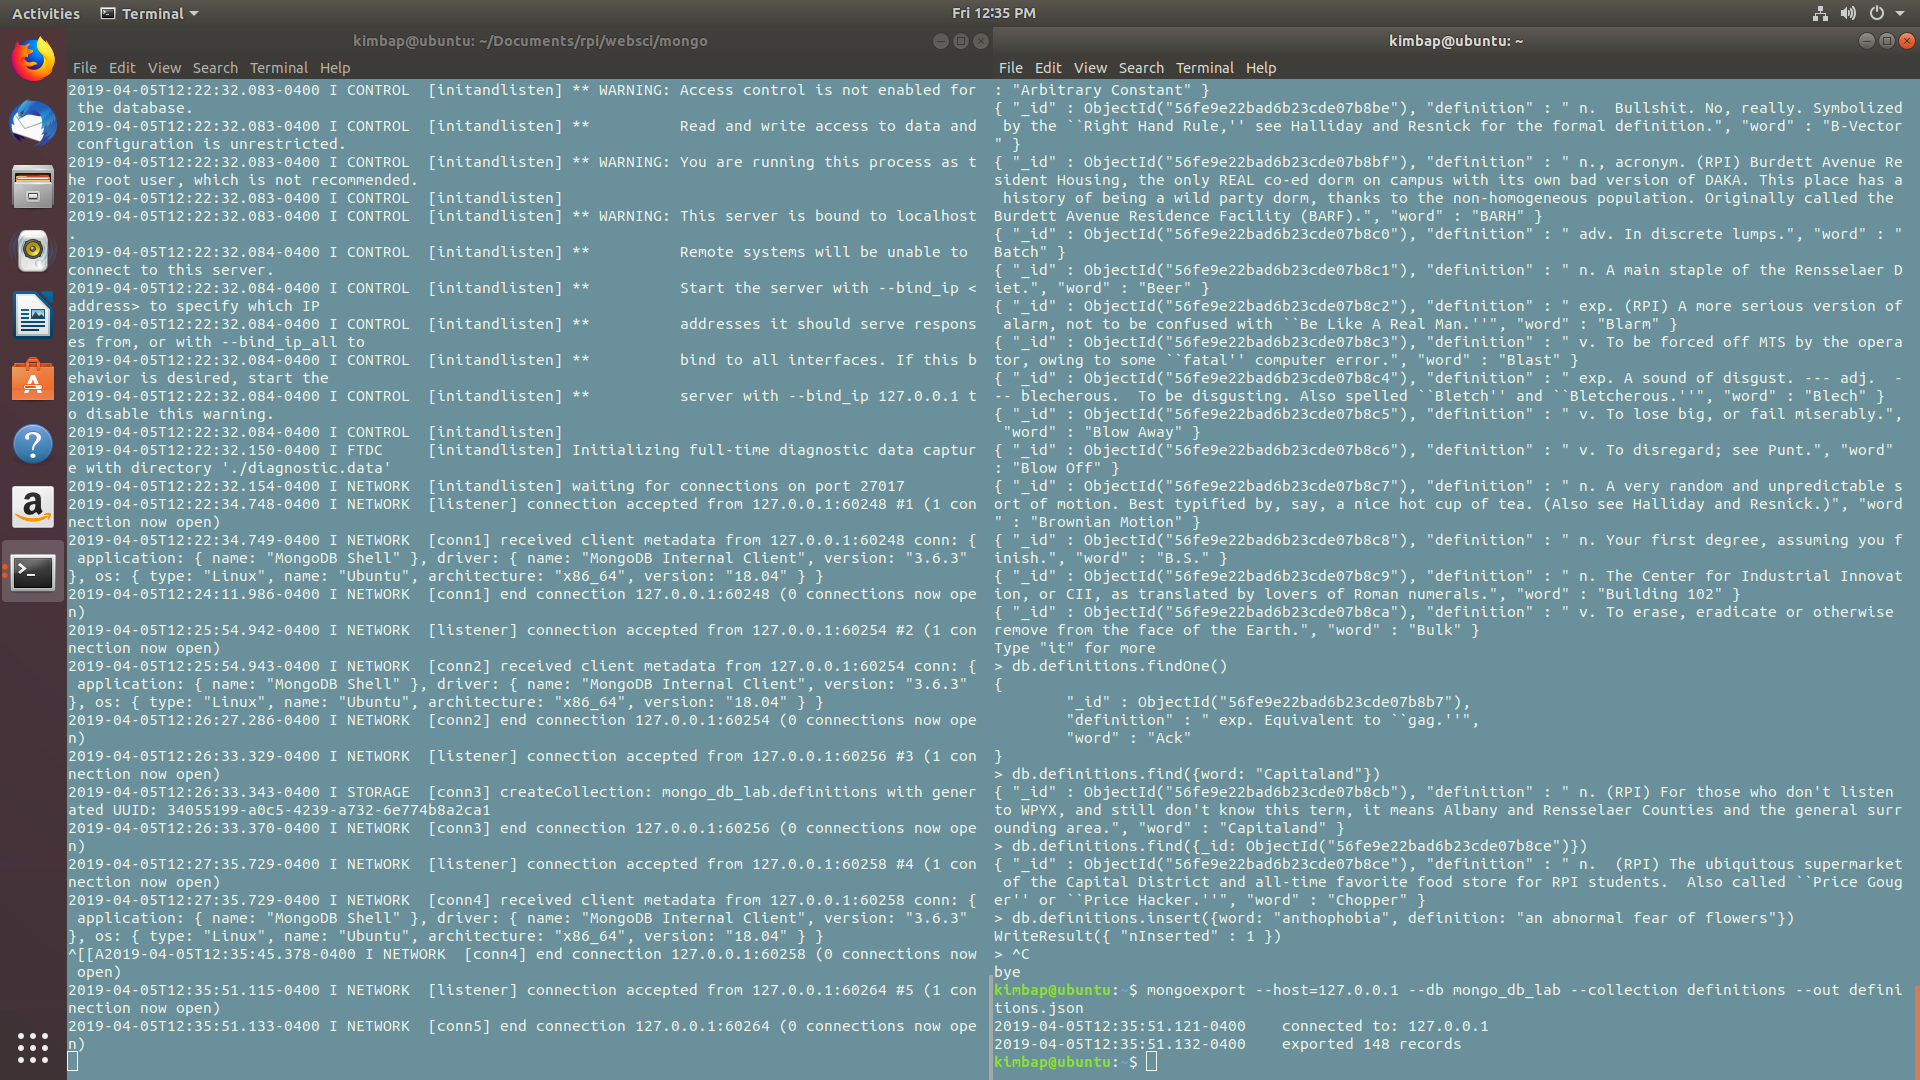 Activities Terminal Fri 12:35 PM
kimbap@ubuntu: ~/Documents/rpi/websci/mongo
File Edit View Search Terminal Help
2019-04-05T12:22:32.083-0400 I CONTROL  [initandlisten] ** WARNING: Access control is not enabled for
 the database.
2019-04-05T12:22:32.083-0400 I CONTROL  [initandlisten] **          Read and write access to data and
 configuration is unrestricted.
2019-04-05T12:22:32.083-0400 I CONTROL  [initandlisten] ** WARNING: You are running this process as t
he root user, which is not recommended.
2019-04-05T12:22:32.083-0400 I CONTROL  [initandlisten]
2019-04-05T12:22:32.083-0400 I CONTROL  [initandlisten] ** WARNING: This server is bound to localhost
.
2019-04-05T12:22:32.083-0400 I CONTROL  [initandlisten] **          Remote systems will be unable to
connect to this server.
2019-04-05T12:22:32.084-0400 I CONTROL  [initandlisten] **          Start the server with --bind_ip <
address> to specify which IP
2019-04-05T12:22:32.084-0400 I CONTROL  [initandlisten] **          addresses it should serve respons
es from, or with --bind_ip_all to
2019-04-05T12:22:32.084-0400 I CONTROL  [initandlisten] **          bind to all interfaces. If this b
ehavior is desired, start the
2019-04-05T12:22:32.084-0400 I CONTROL  [initandlisten] **          server with --bind_ip 127.0.0.1 t
o disable this warning.
2019-04-05T12:22:32.084-0400 I CONTROL  [initandlisten]
2019-04-05T12:22:32.150-0400 I FTDC     [initandlisten] Initializing full-time diagnostic data captur
e with directory './diagnostic.data'
2019-04-05T12:22:32.154-0400 I NETWORK  [initandlisten] waiting for connections on port 27017
2019-04-05T12:22:34.748-0400 I NETWORK  [listener] connection accepted from 127.0.0.1:60248 #1 (1 con
nection now open)
2019-04-05T12:22:34.749-0400 I NETWORK  [conn1] received client metadata from 127.0.0.1:60248 conn: {
 application: { name: "MongoDB Shell" }, driver: { name: "MongoDB Internal Client", version: "3.6.3"
}, os: { type: "Linux", name: "Ubuntu", architecture: "x86_64", version: "18.04" } }
2019-04-05T12:24:11.986-0400 I NETWORK  [conn1] end connection 127.0.0.1:60248 (0 connections now ope
n)
2019-04-05T12:25:54.942-0400 I NETWORK  [listener] connection accepted from 127.0.0.1:60254 #2 (1 con
nection now open)
2019-04-05T12:25:54.943-0400 I NETWORK  [conn2] received client metadata from 127.0.0.1:60254 conn: {
 application: { name: "MongoDB Shell" }, driver: { name: "MongoDB Internal Client", version: "3.6.3"
}, os: { type: "Linux", name: "Ubuntu", architecture: "x86_64", version: "18.04" } }
2019-04-05T12:26:27.286-0400 I NETWORK  [conn2] end connection 127.0.0.1:60254 (0 connections now ope
n)
2019-04-05T12:26:33.329-0400 I NETWORK  [listener] connection accepted from 127.0.0.1:60256 #3 (1 con
nection now open)
2019-04-05T12:26:33.343-0400 I STORAGE  [conn3] createCollection: mongo_db_lab.definitions with gener
ated UUID: 34055199-a0c5-4239-a732-6e774b8a2ca1
2019-04-05T12:26:33.370-0400 I NETWORK  [conn3] end connection 127.0.0.1:60256 (0 connections now ope
n)
2019-04-05T12:27:35.729-0400 I NETWORK  [listener] connection accepted from 127.0.0.1:60258 #4 (1 con
nection now open)
2019-04-05T12:27:35.729-0400 I NETWORK  [conn4] received client metadata from 127.0.0.1:60258 conn: {
 application: { name: "MongoDB Shell" }, driver: { name: "MongoDB Internal Client", version: "3.6.3"
}, os: { type: "Linux", name: "Ubuntu", architecture: "x86_64", version: "18.04" } }
^[[A2019-04-05T12:35:45.378-0400 I NETWORK  [conn4] end connection 127.0.0.1:60258 (0 connections now
 open)
2019-04-05T12:35:51.115-0400 I NETWORK  [listener] connection accepted from 127.0.0.1:60264 #5 (1 con
nection now open)
2019-04-05T12:35:51.133-0400 I NETWORK  [conn5] end connection 127.0.0.1:60264 (0 connections now ope
n)
kimbap@ubuntu: ~
File Edit View Search Terminal Help
: "Arbitrary Constant" }
{ "_id" : ObjectId("56fe9e22bad6b23cde07b8be"), "definition" : " n.  Bullshit. No, really. Symbolized
 by the ``Right Hand Rule,'' see Halliday and Resnick for the formal definition.", "word" : "B-Vector
" }
{ "_id" : ObjectId("56fe9e22bad6b23cde07b8bf"), "definition" : " n., acronym. (RPI) Burdett Avenue Re
sident Housing, the only REAL co-ed dorm on campus with its own bad version of DAKA. This place has a
 history of being a wild party dorm, thanks to the non-homogeneous population. Originally called the
Burdett Avenue Residence Facility (BARF).", "word" : "BARH" }
{ "_id" : ObjectId("56fe9e22bad6b23cde07b8c0"), "definition" : " adv. In discrete lumps.", "word" : "
Batch" }
{ "_id" : ObjectId("56fe9e22bad6b23cde07b8c1"), "definition" : " n. A main staple of the Rensselaer D
iet.", "word" : "Beer" }
{ "_id" : ObjectId("56fe9e22bad6b23cde07b8c2"), "definition" : " exp. (RPI) A more serious version of
 alarm, not to be confused with ``Be Like A Real Man.''", "word" : "Blarm" }
{ "_id" : ObjectId("56fe9e22bad6b23cde07b8c3"), "definition" : " v. To be forced off MTS by the opera
tor, owing to some ``fatal'' computer error.", "word" : "Blast" }
{ "_id" : ObjectId("56fe9e22bad6b23cde07b8c4"), "definition" : " exp. A sound of disgust. --- adj.  -
-- blecherous.  To be disgusting. Also spelled ``Bletch'' and ``Bletcherous.''", "word" : "Blech" }
{ "_id" : ObjectId("56fe9e22bad6b23cde07b8c5"), "definition" : " v. To lose big, or fail miserably.",
 "word" : "Blow Away" }
{ "_id" : ObjectId("56fe9e22bad6b23cde07b8c6"), "definition" : " v. To disregard; see Punt.", "word"
: "Blow Off" }
{ "_id" : ObjectId("56fe9e22bad6b23cde07b8c7"), "definition" : " n. A very random and unpredictable s
ort of motion. Best typified by, say, a nice hot cup of tea. (Also see Halliday and Resnick.)", "word
" : "Brownian Motion" }
{ "_id" : ObjectId("56fe9e22bad6b23cde07b8c8"), "definition" : " n. Your first degree, assuming you f
inish.", "word" : "B.S." }
{ "_id" : ObjectId("56fe9e22bad6b23cde07b8c9"), "definition" : " n. The Center for Industrial Innovat
ion, or CII, as translated by lovers of Roman numerals.", "word" : "Building 102" }
{ "_id" : ObjectId("56fe9e22bad6b23cde07b8ca"), "definition" : " v. To erase, eradicate or otherwise
remove from the face of the Earth.", "word" : "Bulk" }
Type "it" for more
> db.definitions.findOne()
{
        "_id" : ObjectId("56fe9e22bad6b23cde07b8b7"),
        "definition" : " exp. Equivalent to ``gag.''",
        "word" : "Ack"
}
> db.definitions.find({word: "Capitaland"})
{ "_id" : ObjectId("56fe9e22bad6b23cde07b8cb"), "definition" : " n. (RPI) For those who don't listen
to WPYX, and still don't know this term, it means Albany and Rensselaer Counties and the general surr
ounding area.", "word" : "Capitaland" }
> db.definitions.find({_id: ObjectId("56fe9e22bad6b23cde07b8ce")})
{ "_id" : ObjectId("56fe9e22bad6b23cde07b8ce"), "definition" : " n.  (RPI) The ubiquitous supermarket
 of the Capital District and all-time favorite food store for RPI students.  Also called ``Price Goug
er'' or ``Price Hacker.''", "word" : "Chopper" }
> db.definitions.insert({word: "anthophobia", definition: "an abnormal fear of flowers"})
WriteResult({ "nInserted" : 1 })
> ^C
bye
kimbap@ubuntu:~$ mongoexport --host=127.0.0.1 --db mongo_db_lab --collection definitions --out defini
tions.json
2019-04-05T12:35:51.121-0400    connected to: 127.0.0.1
2019-04-05T12:35:51.132-0400    exported 148 records
kimbap@ubuntu:~$